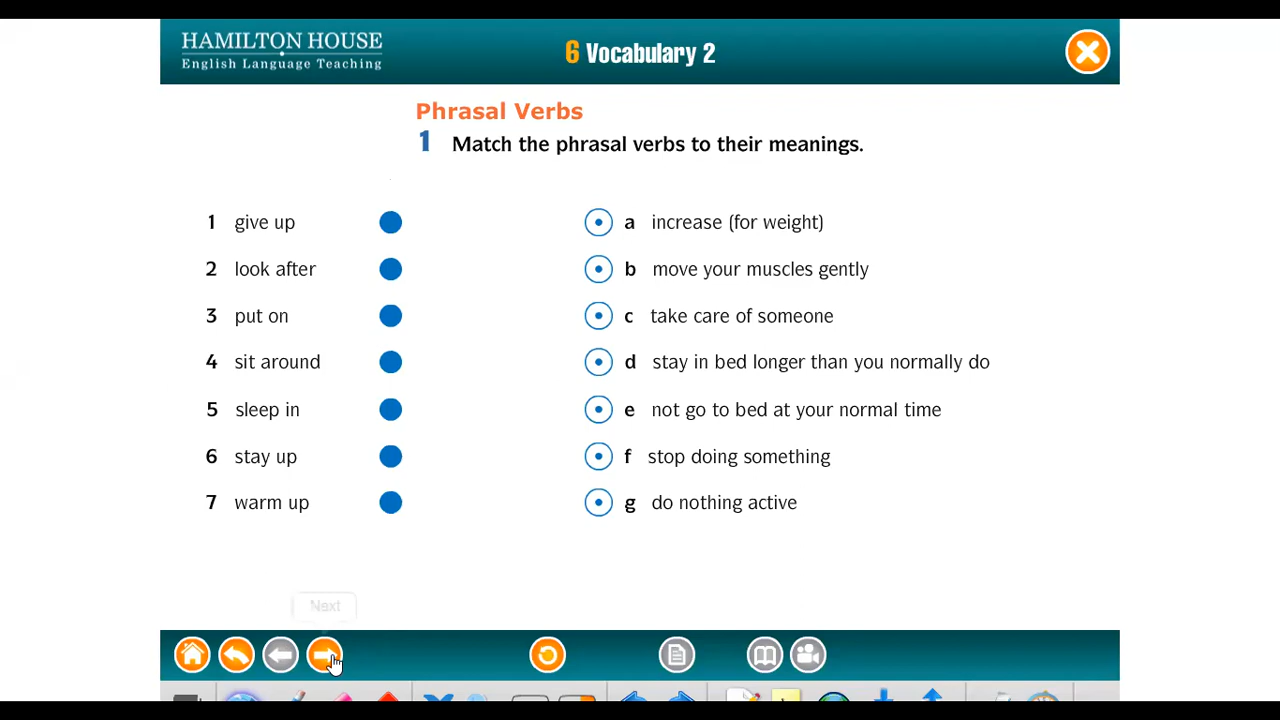 HAMILTON HOUSE
English Language Teaching
6 Vocabulary 2
Phrasal Verbs
1 Match the phrasal verbs to their meanings.
1 give up
a increase (for weight)
2 look after
b move your muscles gently
3 put on
c take care of someone
4 sit around
d stay in bed longer than you normally do
5 sleep in
e not go to bed at your normal time
6 stay up
f stop doing something
7 warm up
g do nothing active
Next